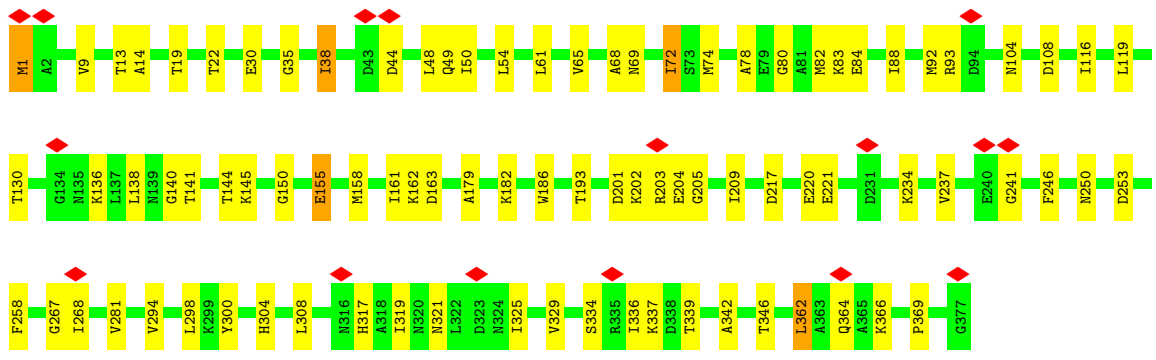 M1 A2 V9 T13 A14 T19 T22 E30 G35 I38 D43 D44 L48 Q49 I50 L54 L61 V65 A68 N69 I72 S73 M74 A78 E79 G80 A81 M82 K83 E84 I88 M92 R93 D94 N104 D108 I116 L119
T130 G134 N135 K136 L137 L138 N139 G140 T141 T144 K145 G150 E155 M158 I161 K162 D163 A179 K182 W186 T193 D201 K202 R203 E204 G205 I209 D217 E220 E221 D231 K234 V237 E240 G241 F246 N250 D253
F258 G267 I268 V281 V294 L298 K299 Y300 H304 L308 N316 H317 A318 I319 N320 N321 L322 D323 N324 I325 V329 S334 R335 I336 K337 D338 T339 A342 T346 L362 A363 Q364 A365 K366 P369 G377